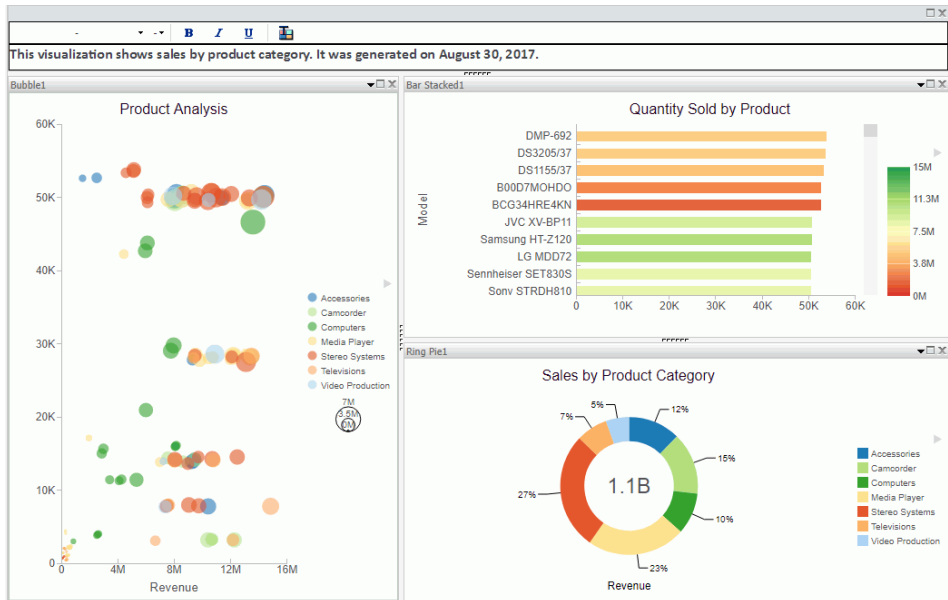 B I U
This visualization shows sales by product category. It was generated on August 30, 2017.
Bubble1
Product Analysis
60K
50K
40K
30K
20K
10K
0
0 4M 8M 12M 16M
Revenue
Accessories
Camcorder
Computers
Media Player
Stereo Systems
Televisions
Video Production
7M
3.5M
0M
Bar Stacked1
Quantity Sold by Product
Model
DMP-692
DS3205/37
DS1155/37
B00D7MOHDO
BCG34HRE4KN
JVC XV-BP11
Samsung HT-Z120
LG MDD72
Sennheiser SET830S
Sony STRDH810
0 10K 20K 30K 40K 50K 60K
15M
11.3M
7.5M
3.8M
0M
Ring Pie1
Sales by Product Category
5%
12%
7%
15%
27%
1.1B
10%
23%
Revenue
Accessories
Camcorder
Computers
Media Player
Stereo Systems
Televisions
Video Production